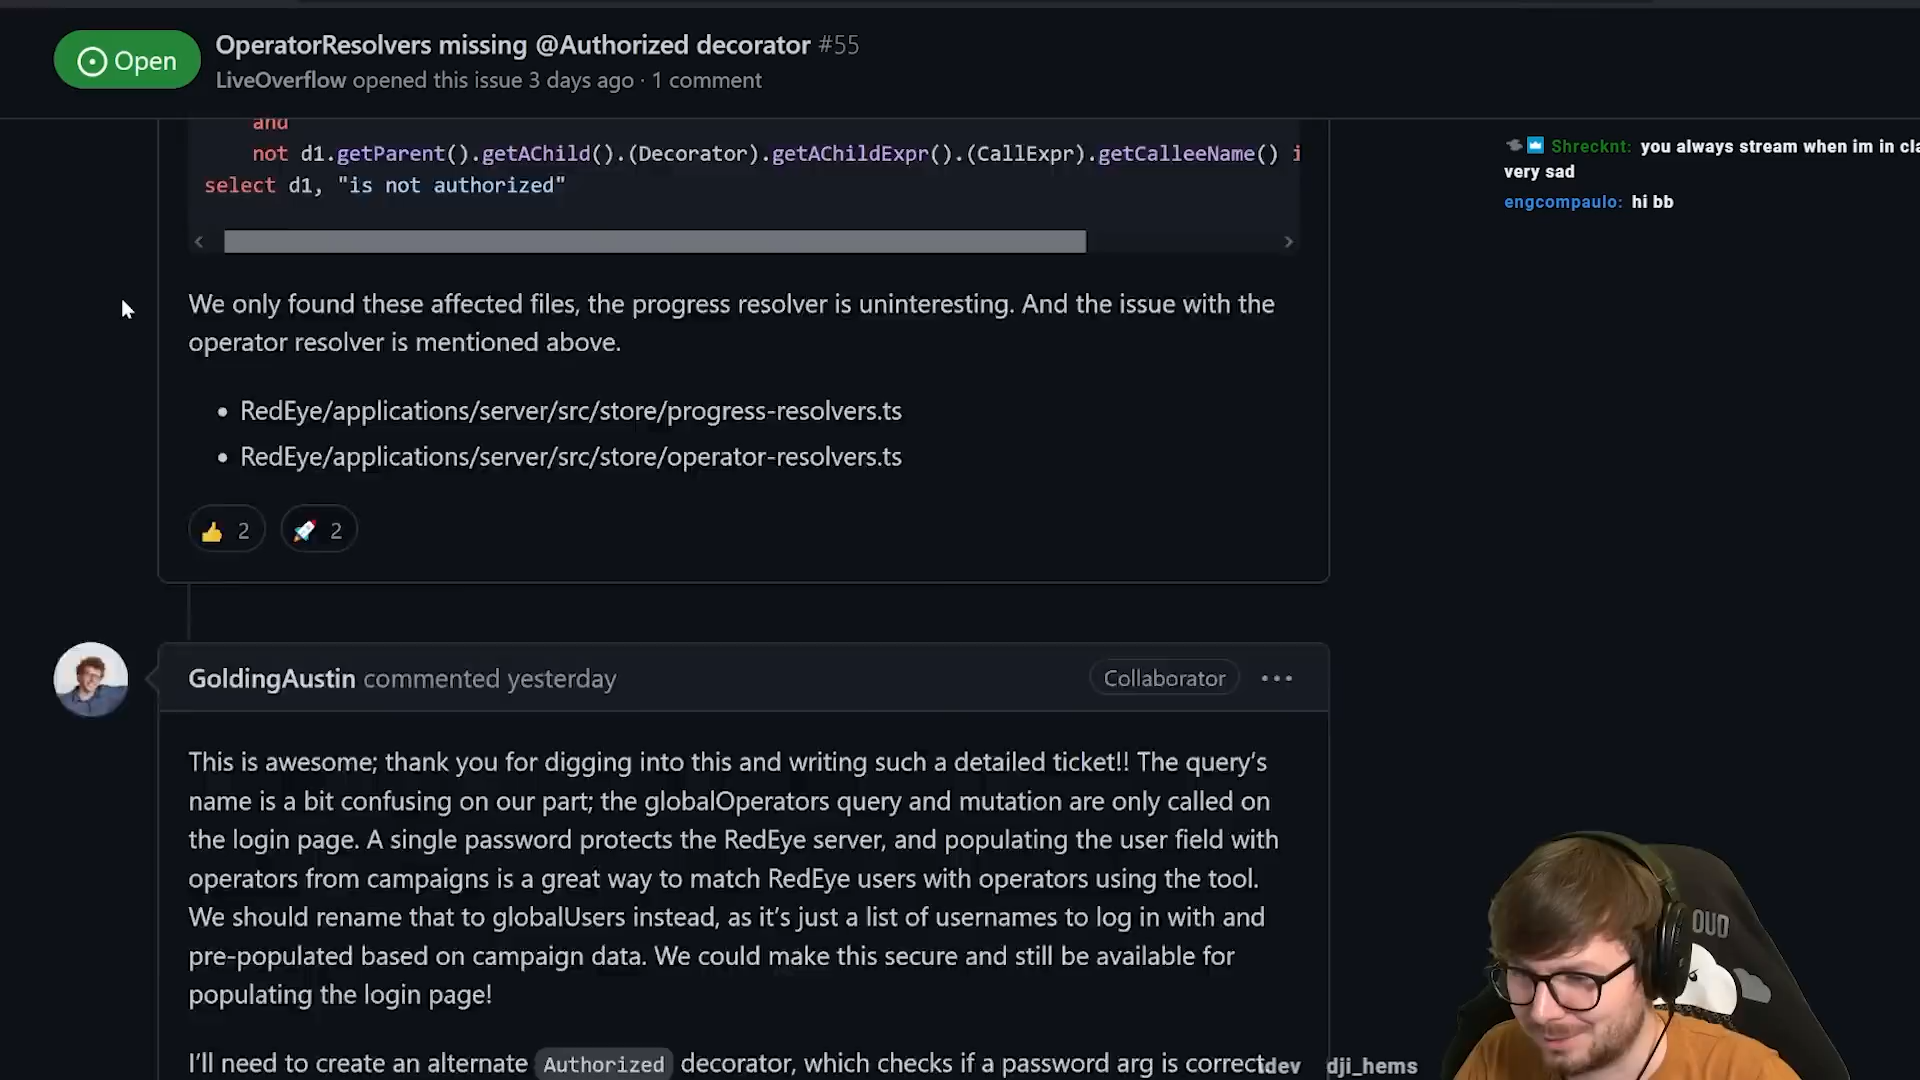 Open
OperatorResolvers missing @Authorized decorator #55
LiveOverflow opened this issue 3 days ago · 1 comment
and
not d1.getParent().getAChild().(Decorator).getAChildExpr().(CallExpr).getCalleeName() i
select d1, "is not authorized"
Shrecknt: you always stream when im in cla
very sad
engcompaulo: hi bb
We only found these affected files, the progress resolver is uninteresting. And the issue with the
operator resolver is mentioned above.
• RedEye/applications/server/src/store/progress-resolvers.ts
• RedEye/applications/server/src/store/operator-resolvers.ts
👍 2 🚀 2
GoldingAustin commented yesterday
Collaborator
This is awesome; thank you for digging into this and writing such a detailed ticket!! The query's
name is a bit confusing on our part; the globalOperators query and mutation are only called on
the login page. A single password protects the RedEye server, and populating the user field with
operators from campaigns is a great way to match RedEye users with operators using the tool.
We should rename that to globalUsers instead, as it's just a list of usernames to log in with and
pre-populated based on campaign data. We could make this secure and still be available for
populating the login page!
I'll need to create an alternate Authorized decorator, which checks if a password arg is correct
dev dji_hems
OUD